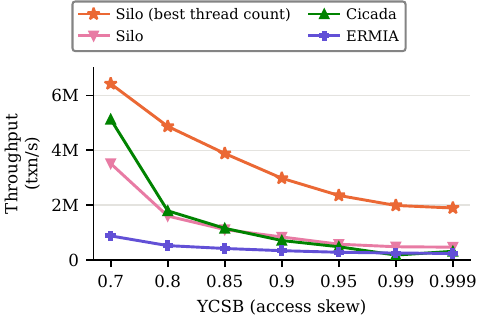 Silo (best thread count)
Cicada
Silo
ERMIA
Throughput
(txn/s)
6M
4M
2M
0
0.7 0.8 0.85 0.9 0.95 0.99 0.999
YCSB (access skew)